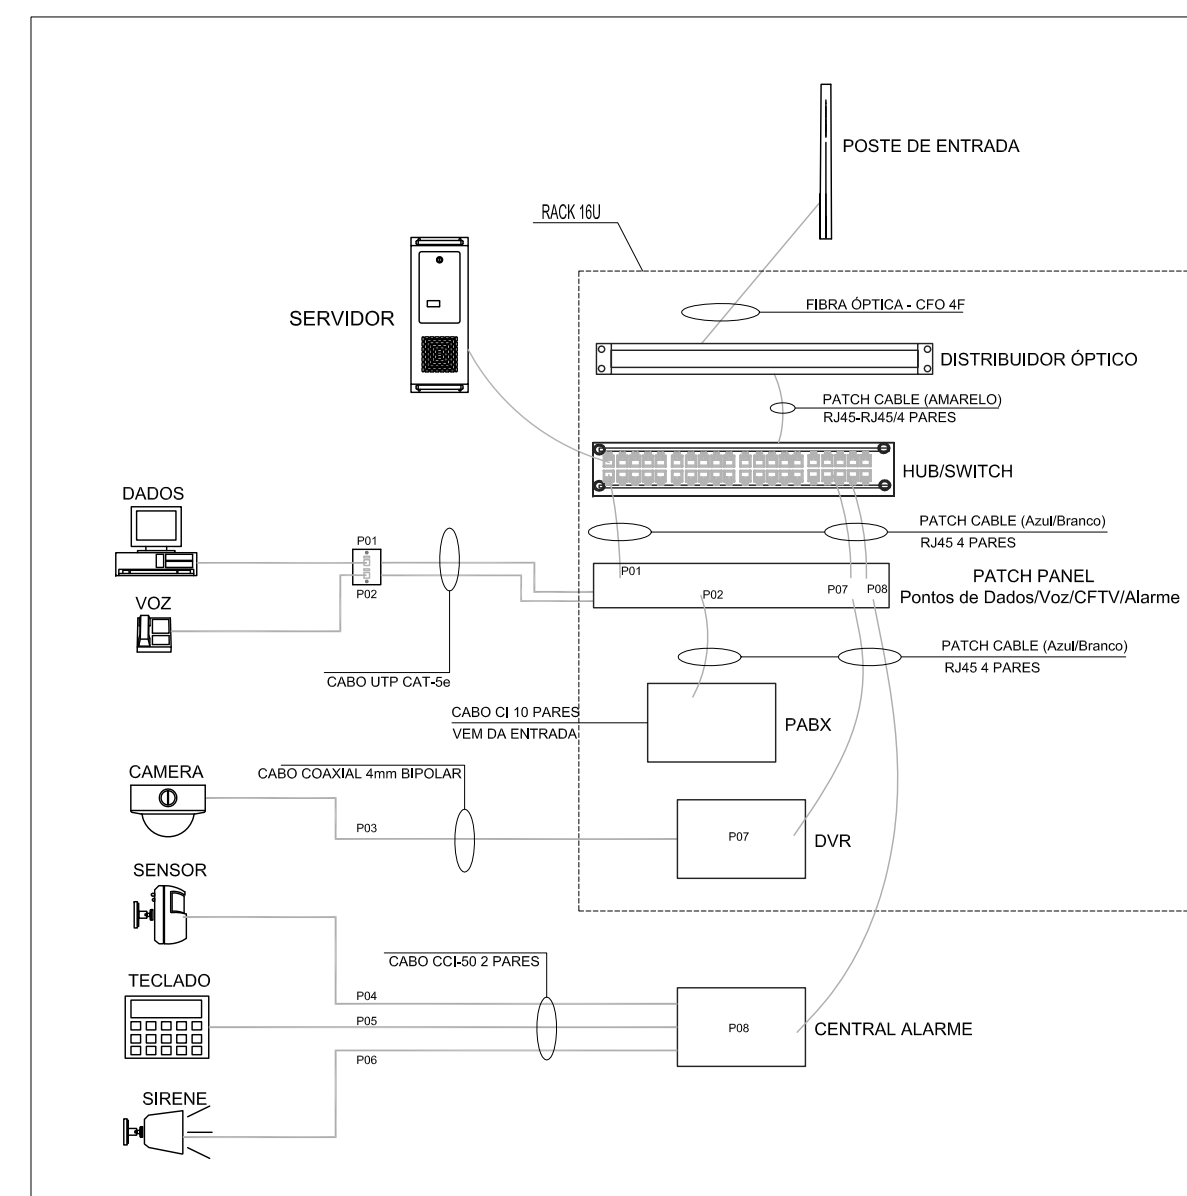 POSTE DE ENTRADA
RACK 16U
FIBRA ÓPTICA - CFO 4F
SERVIDOR
DISTRIBUIDOR ÓPTICO
PATCH CABLE (AMARELO)
RJ45-RJ45/4 PARES
HUB/SWITCH
DADOS
PATCH CABLE (Azul/Branco)
RJ45 4 PARES
P01
P01
PATCH PANEL
Pontos de Dados/Voz/CFTV/Alarme
P02
P02
P07
P08
VOZ
PATCH CABLE (Azul/Branco)
RJ45 4 PARES
CABO UTP CAT-5e
CABO CI 10 PARES
VEM DA ENTRADA
PABX
CAMERA
CABO COAXIAL 4mm BIPOLAR
P03
P07
DVR
SENSOR
CABO CCI-50 2 PARES
TECLADO
P04
P05
P06
P08
CENTRAL ALARME
SIRENE